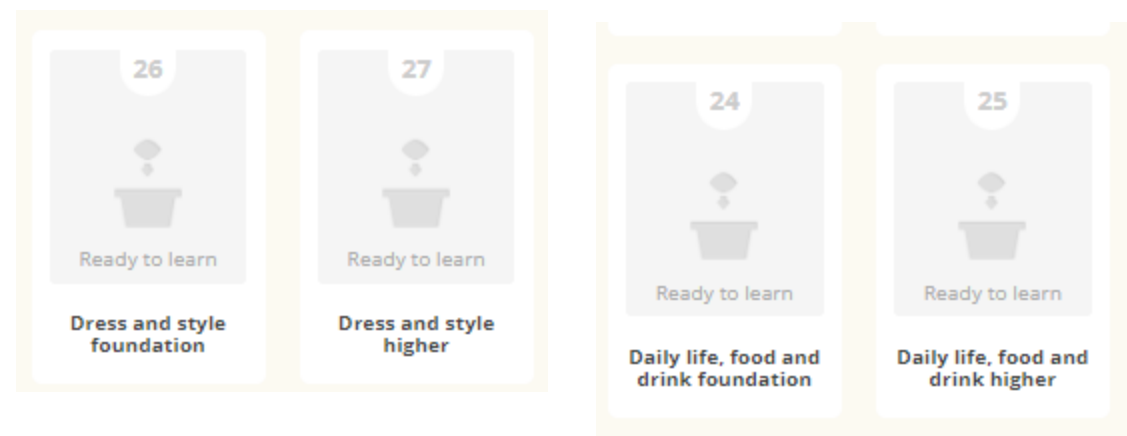 26
Ready to learn
Dress and style
foundation
27
Ready to learn
Dress and style
higher
24
Ready to learn
Daily life, food and
drink foundation
25
Ready to learn
Daily life, food and
drink higher